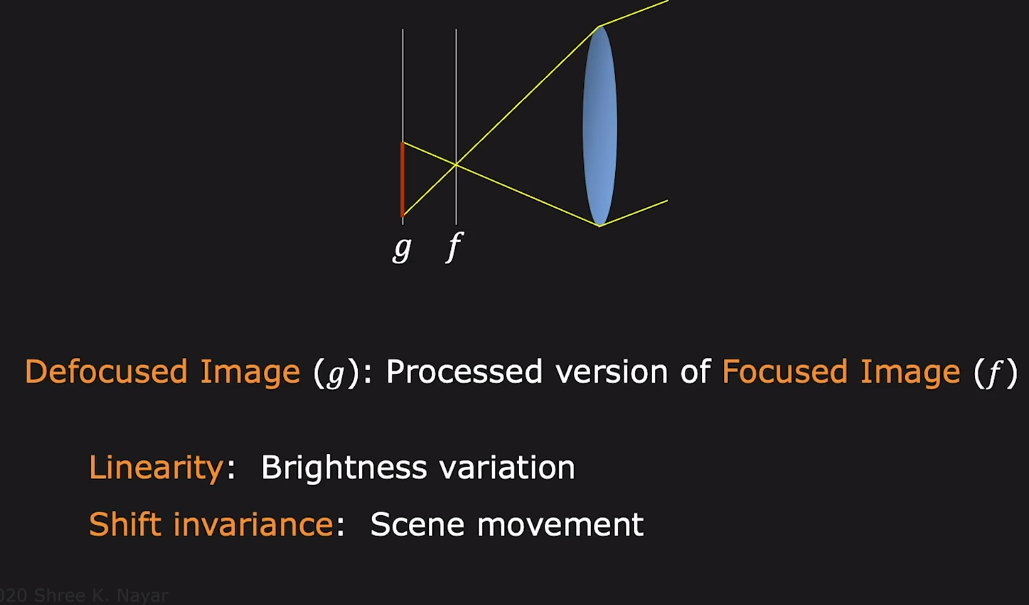 g f
Defocused Image (g): Processed version of Focused Image (f)
Linearity: Brightness variation
Shift invariance: Scene movement
020 Shree K. Nayar